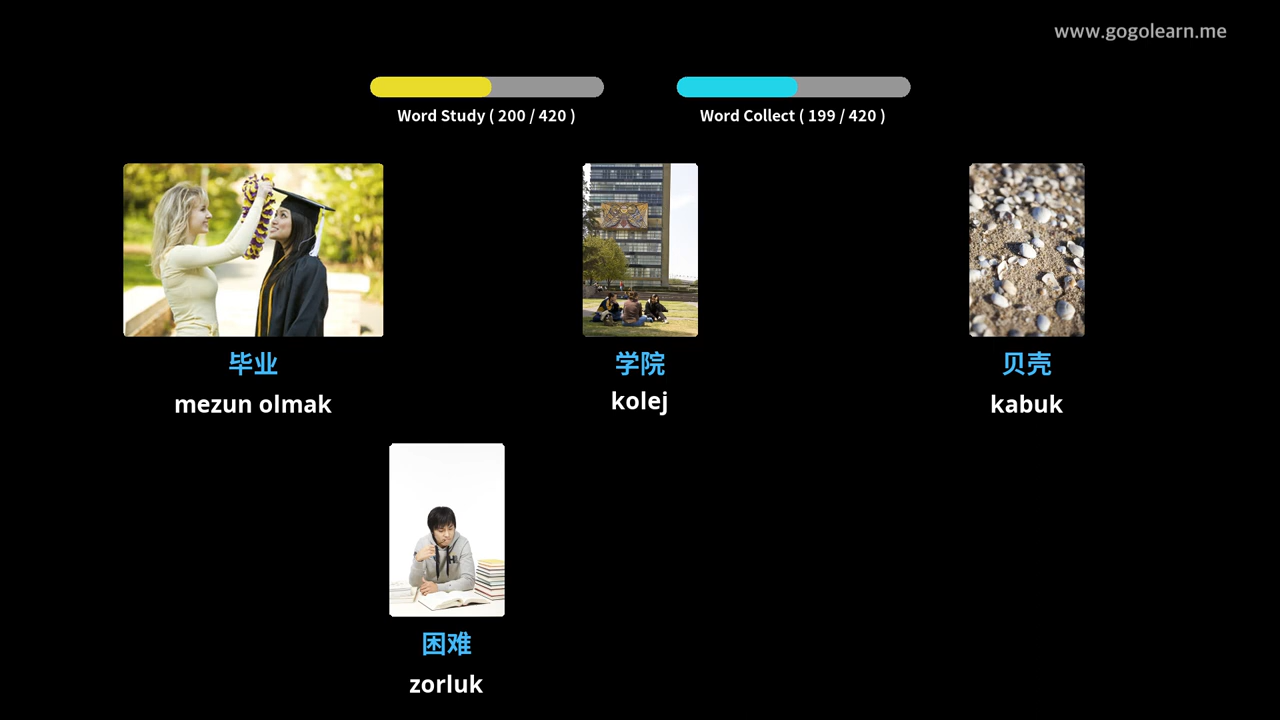 www.gogolearn.me
Word Study ( 200 / 420 )
Word Collect ( 199 / 420 )
毕业
学院
贝壳
mezun olmak
kolej
kabuk
困难
zorluk